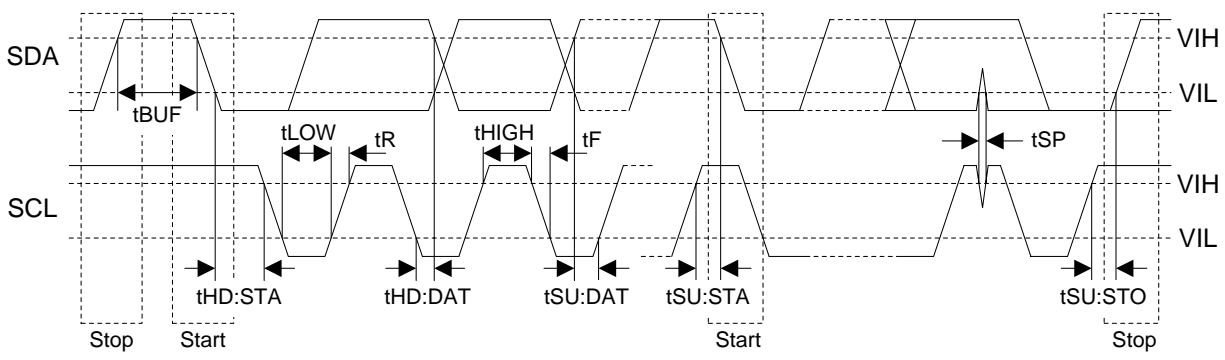 VIH
SDA
VIL
tBUF
tLOW
tR
tHIGH
tF
tSP
VIH
SCL
VIL
tHD:STA
tHD:DAT
tSU:DAT
tSU:STA
tSU:STO
Stop
Start
Start
Stop